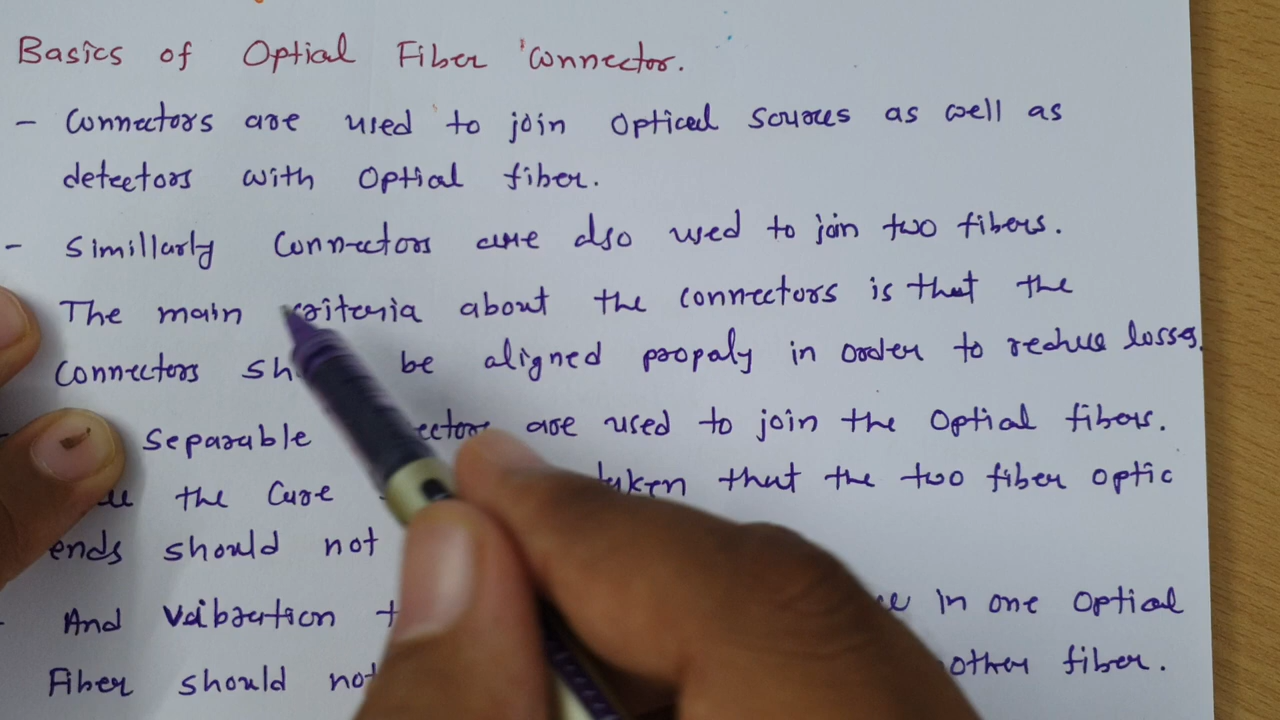 Basics of Optical Fiber Connector.
- Connectors are used to join Optical sources as well as
detectors with Optical fiber.
- Similarly Connectors are also used to join two fibers.
The main criteria about the connectors is that the
Connectors be aligned propaly in order to reduce losses.
Separable are used to join the Optial fibers.
the Care taken that the two fiber optic
ends should not
And in one Optical
Fiber should not other fiber.